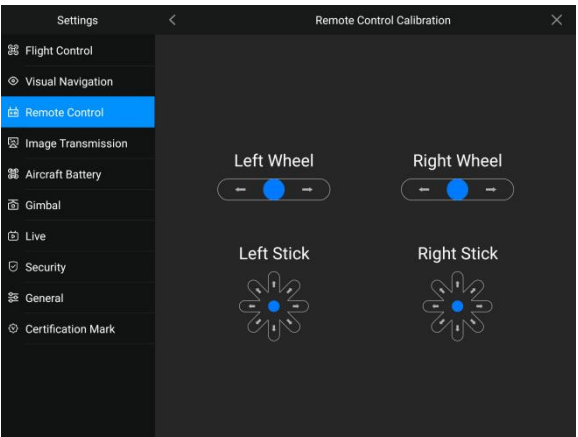 Settings
Remote Control Calibration
Flight Control
Visual Navigation
Remote Control
Image Transmission
Aircraft Battery
Gimbal
Live
Security
General
Certification Mark
Left Wheel
Right Wheel
Left Stick
Right Stick